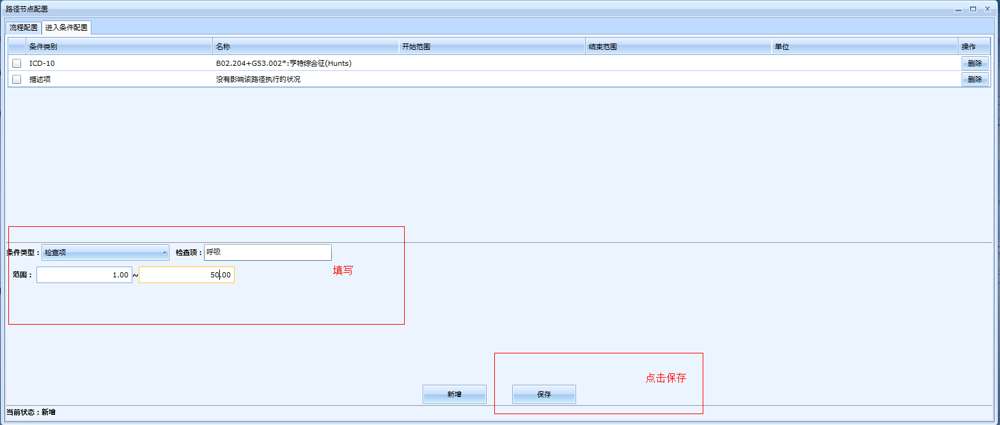 路径节点配置
流程配置 进入条件配置
条件类别 名称 开始范围 结束范围 单位 操作
ICD-10 B02.204+G53.002*:亨特综合征(Hunts) 删除
描述项 没有影响该路径执行的状况 删除
条件类型： 检查项 检查项： 呼吸
范围： 1.00 ~ 50.00
填写
点击保存
新增 保存
当前状态：新增